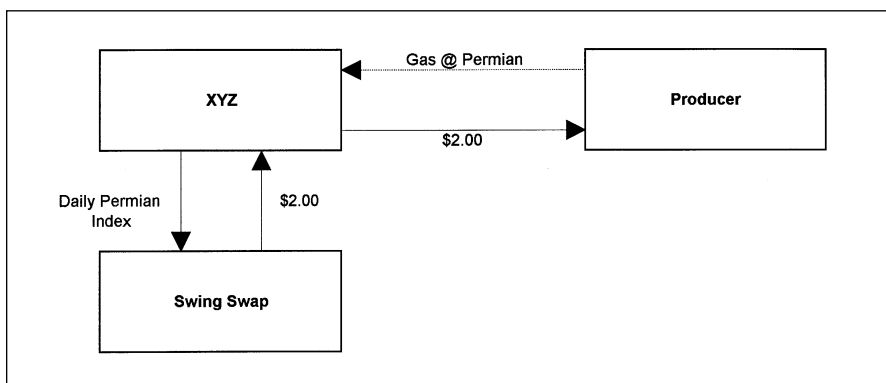 Gas @ Permian
XYZ
Producer
$2.00
Daily Permian
Index
$2.00
Swing Swap